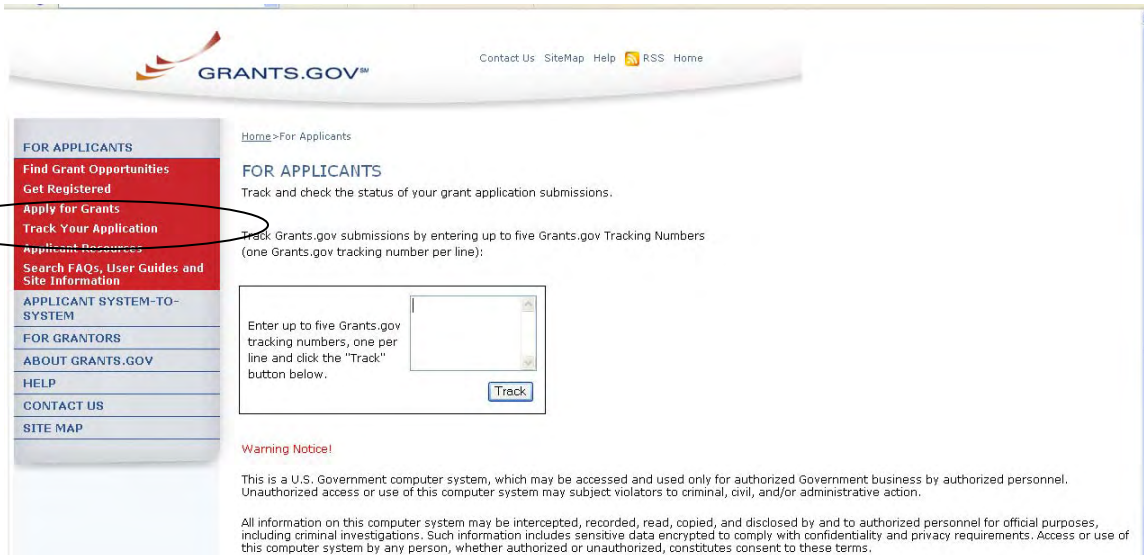 GRANTS.GOV℠
Contact Us SiteMap Help RSS Home
FOR APPLICANTS
Find Grant Opportunities
Get Registered
Apply for Grants
Track Your Application
Applicant Resources
Search FAQs, User Guides and
Site Information
APPLICANT SYSTEM-TO-
SYSTEM
FOR GRANTORS
ABOUT GRANTS.GOV
HELP
CONTACT US
SITE MAP
Home>For Applicants
FOR APPLICANTS
Track and check the status of your grant application submissions.
Track Grants.gov submissions by entering up to five Grants.gov Tracking Numbers
(one Grants.gov tracking number per line):
Enter up to five Grants.gov
tracking numbers, one per
line and click the "Track"
button below.
Track
Warning Notice!
This is a U.S. Government computer system, which may be accessed and used only for authorized Government business by authorized personnel.
Unauthorized access or use of this computer system may subject violators to criminal, civil, and/or administrative action.
All information on this computer system may be intercepted, recorded, read, copied, and disclosed by and to authorized personnel for official purposes,
including criminal investigations. Such information includes sensitive data encrypted to comply with confidentiality and privacy requirements. Access or use of
this computer system by any person, whether authorized or unauthorized, constitutes consent to these terms.